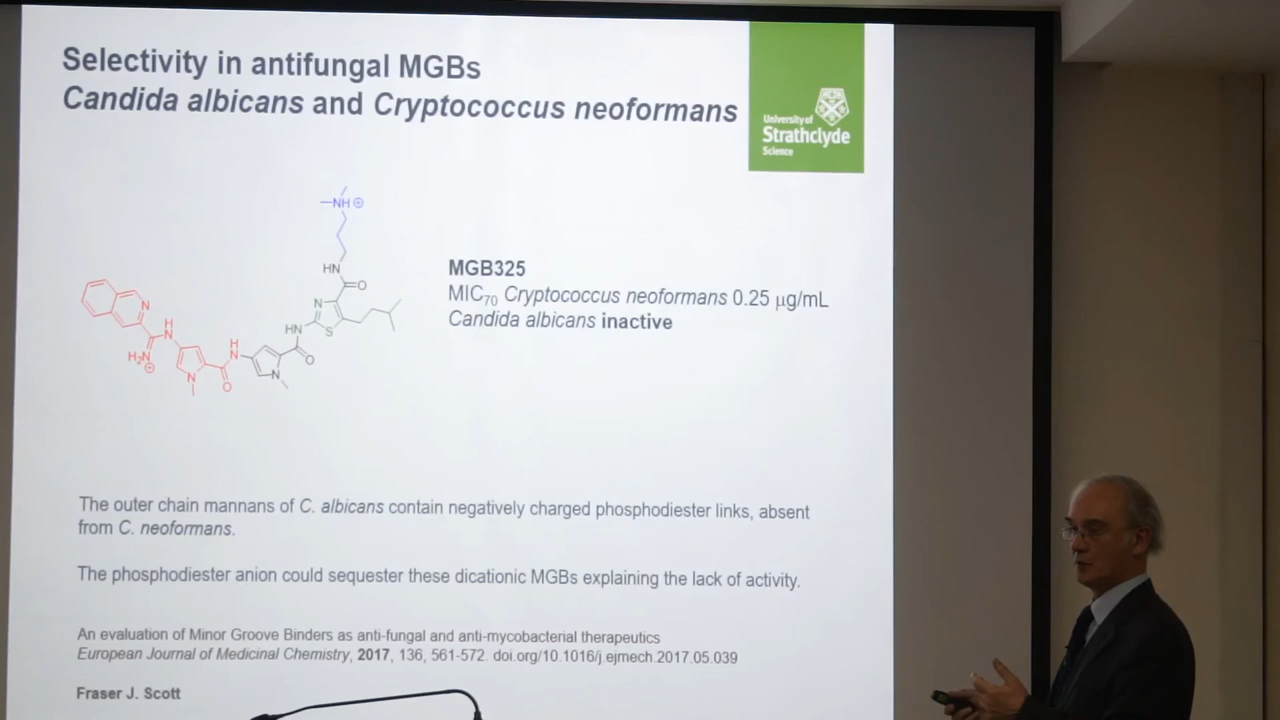 Selectivity in antifungal MGBs
Candida albicans and Cryptococcus neoformans
University of
Strathclyde
Science
NH ⊕
HN
O
N
N
S
HN
H
N
H
N
H₂N
⊕
O
N
O
N
MGB325
MIC₇₀ Cryptococcus neoformans 0.25 µg/mL
Candida albicans inactive
The outer chain mannans of C. albicans contain negatively charged phosphodiester links, absent
from C. neoformans.
The phosphodiester anion could sequester these dicationic MGBs explaining the lack of activity.
An evaluation of Minor Groove Binders as anti-fungal and anti-mycobacterial therapeutics
European Journal of Medicinal Chemistry, 2017, 136, 561-572. doi.org/10.1016/j.ejmech.2017.05.039
Fraser J. Scott